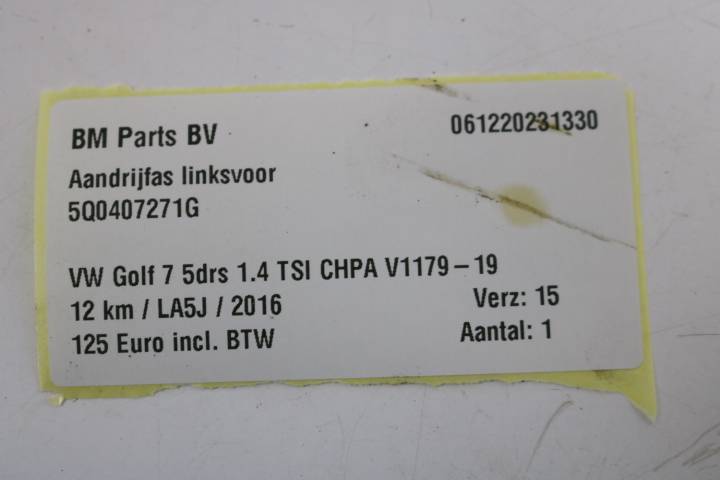 BM Parts BV 061220231330
Aandrijfas linksvoor
5Q0407271G
VW Golf 7 5drs 1.4 TSI CHPA V1179-19
12 km / LA5J / 2016 Verz: 15
125 Euro incl. BTW Aantal: 1